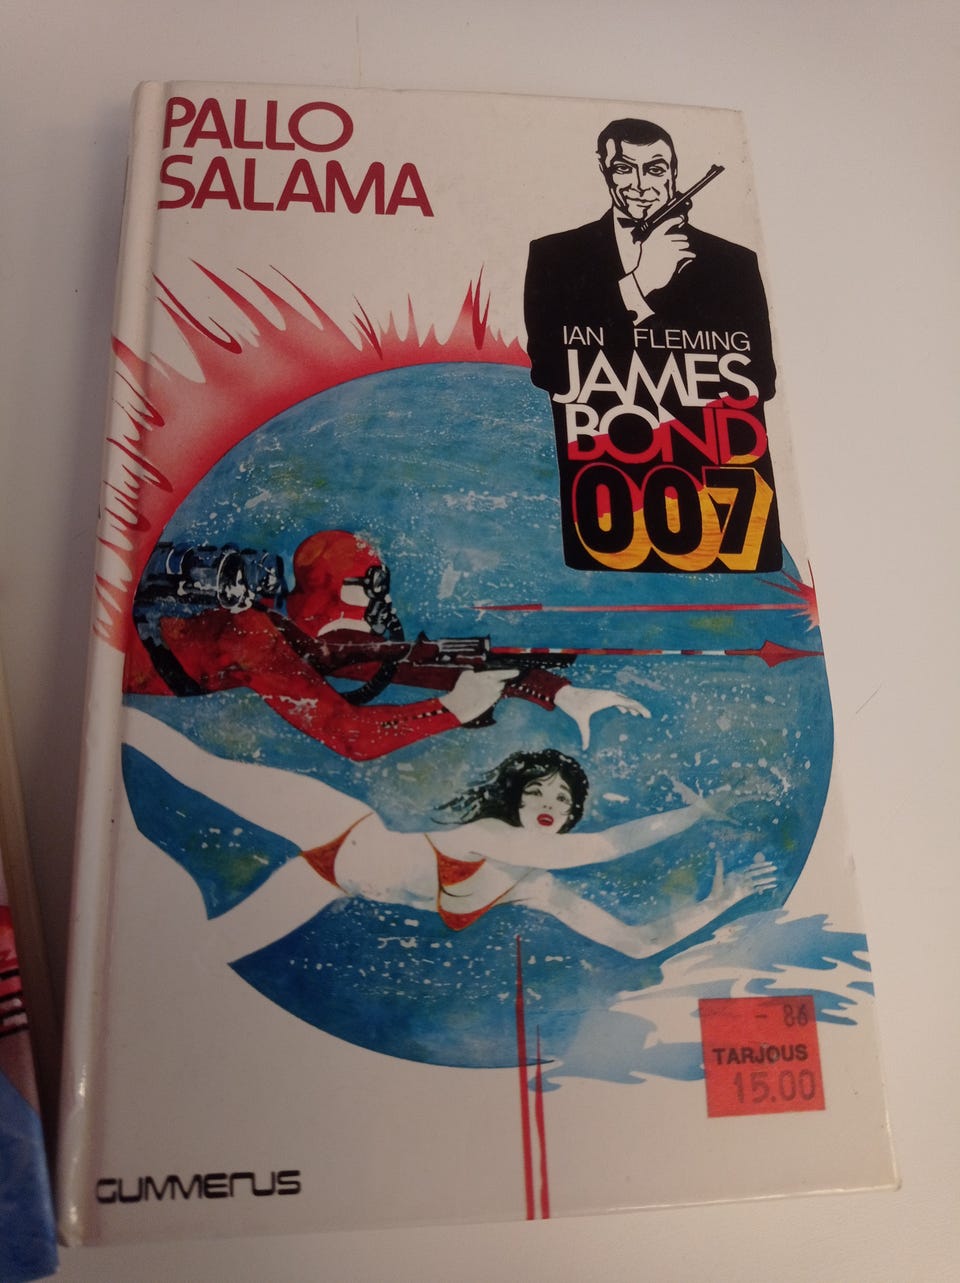 PALLO
SALAMA
IAN FLEMING
JAMES
BOND
007
- 86
TARJOUS
15.00
GUMMERUS